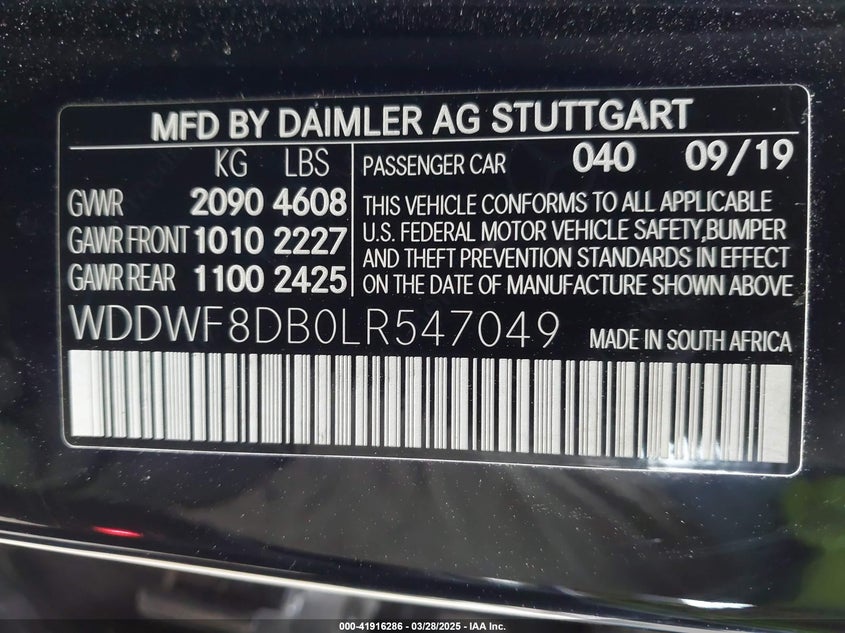 MFD BY DAIMLER AG STUTTGART
KG LBS
GVWR 2090 4608
GAWR FRONT 1010 2227
GAWR REAR 1100 2425
PASSENGER CAR 040 09/19
THIS VEHICLE CONFORMS TO ALL APPLICABLE
U.S. FEDERAL MOTOR VEHICLE SAFETY,BUMPER
AND THEFT PREVENTION STANDARDS IN EFFECT
ON THE DATE OF MANUFACTURE SHOWN ABOVE
WDDWF8DB0LR547049 MADE IN SOUTH AFRICA
000-41916286 - 03/28/2025 - IAA Inc.